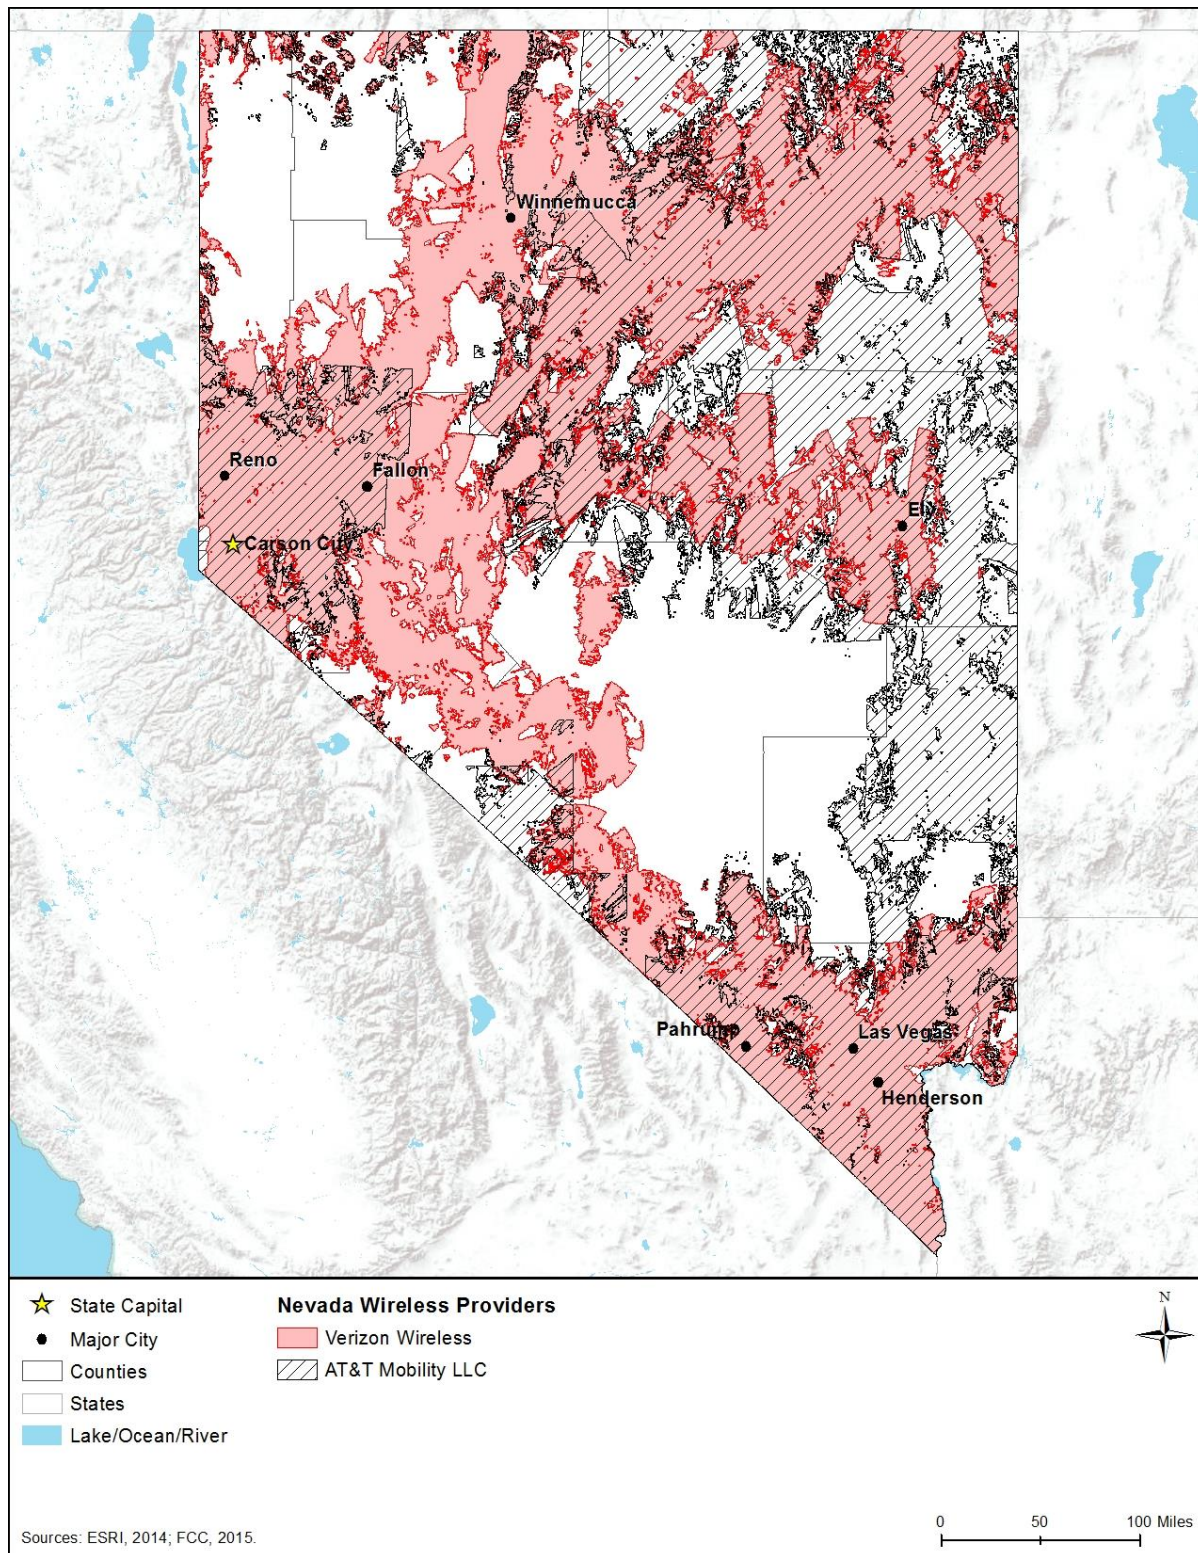 Winnemucca
Reno
Fallon
Ely
Carson City
Pahrump
Las Vegas
Henderson
State Capital
Major City
Counties
States
Lake/Ocean/River
Nevada Wireless Providers
Verizon Wireless
AT&T Mobility LLC
N
Sources: ESRI, 2014; FCC, 2015.
0 50 100 Miles